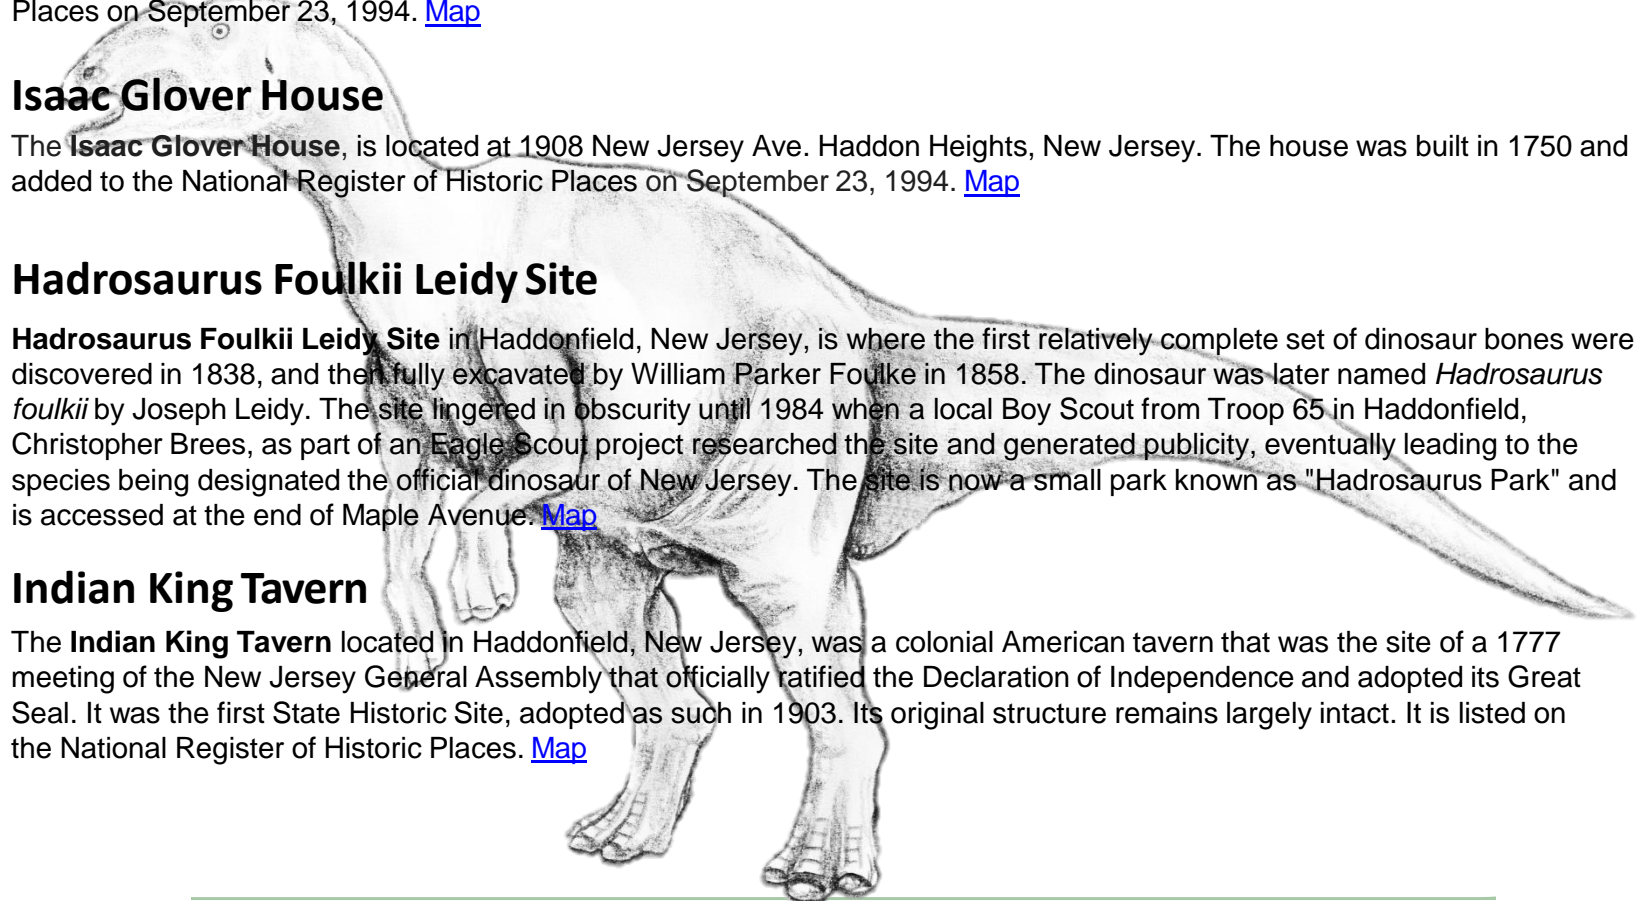 Places on September 23, 1994. Map
Isaac Glover House
The Isaac Glover House, is located at 1908 New Jersey Ave. Haddon Heights, New Jersey. The house was built in 1750 and
added to the National Register of Historic Places on September 23, 1994. Map
Hadrosaurus Foulkii Leidy Site
Hadrosaurus Foulkii Leidy Site in Haddonfield, New Jersey, is where the first relatively complete set of dinosaur bones were
discovered in 1838, and then fully excavated by William Parker Foulke in 1858. The dinosaur was later named Hadrosaurus
foulkii by Joseph Leidy. The site lingered in obscurity until 1984 when a local Boy Scout from Troop 65 in Haddonfield,
Christopher Brees, as part of an Eagle Scout project researched the site and generated publicity, eventually leading to the
species being designated the official dinosaur of New Jersey. The site is now a small park known as "Hadrosaurus Park" and
is accessed at the end of Maple Avenue. Map
Indian King Tavern
The Indian King Tavern located in Haddonfield, New Jersey, was a colonial American tavern that was the site of a 1777
meeting of the New Jersey General Assembly that officially ratified the Declaration of Independence and adopted its Great
Seal. It was the first State Historic Site, adopted as such in 1903. Its original structure remains largely intact. It is listed on
the National Register of Historic Places. Map